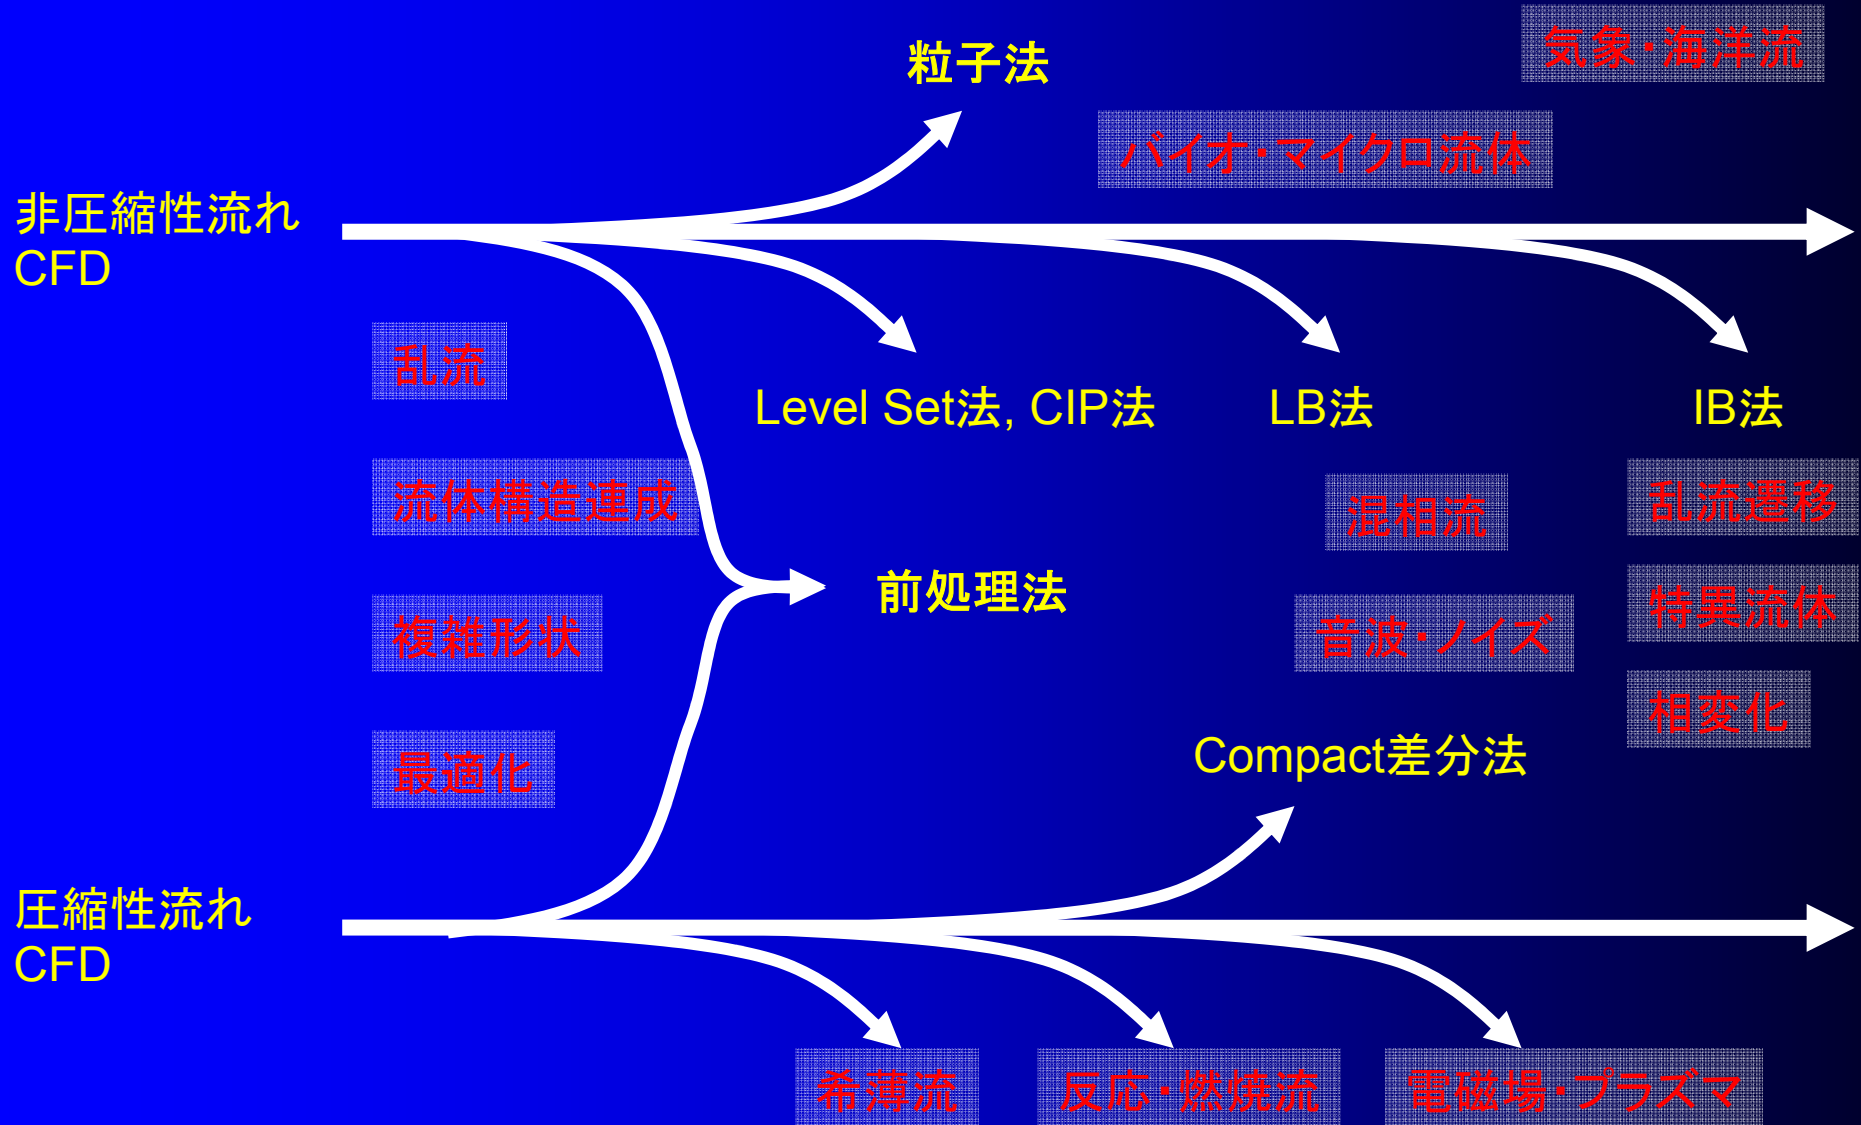 気象・海洋流
粒子法
バイオ・マイクロ流体
非圧縮性流れ
CFD
乱流
Level Set法, CIP法
LB法
IB法
流体構造連成
混相流
乱流遷移
前処理法
複雑形状
音波・ノイズ
特異流体
相変化
最適化
Compact差分法
圧縮性流れ
CFD
希薄流
反応・燃焼流
電磁場・プラズマ